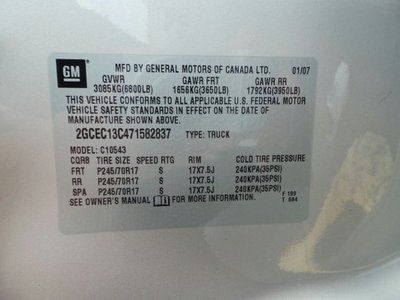 GM
MFD BY GENERAL MOTORS OF CANADA LTD. 01/07
GVWR GAWR FRT GAWR RR
3085KG(6800LB) 1656KG(3650LB) 1792KG(3950LB)
THIS VEHICLE CONFORMS TO ALL APPLICABLE U.S. FEDERAL MOTOR
VEHICLE SAFETY STANDARDS IN EFFECT ON THE DATE OF
MANUFACTURE SHOWN ABOVE.
2GCEC13C471582837 TYPE: TRUCK
MODEL: C10543
CQR8 TIRE SIZE SPEED RTG RIM COLD TIRE PRESSURE
FRT P245/70R17 S 17X7.5J 240KPA(35PSI)
RR P245/70R17 S 17X7.5J 240KPA(35PSI)
SPA P245/70R17 S 17X7.5J 240KPA(35PSI)
SEE OWNER'S MANUAL FOR MORE INFORMATION. F 199
T 684